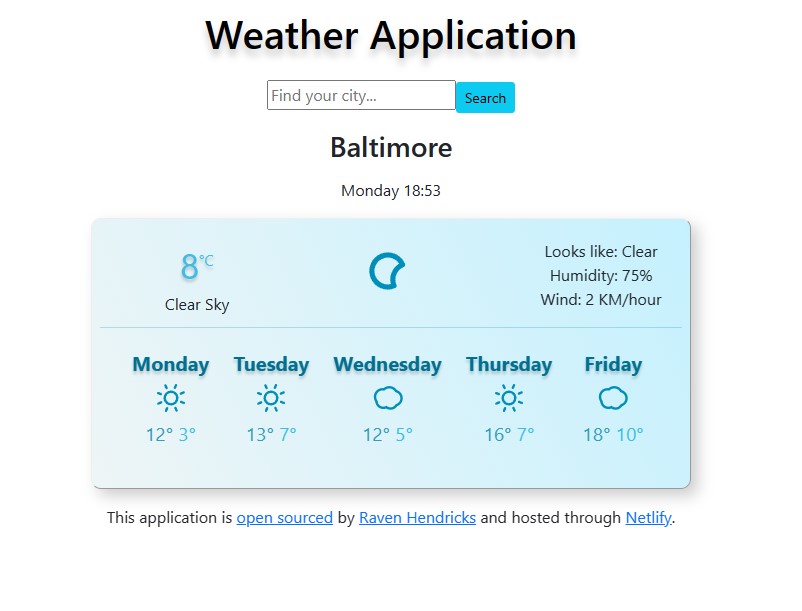 Weather Application
Find your city... Search
Baltimore
Monday 18:53
8°C
Clear Sky
Looks like: Clear
Humidity: 75%
Wind: 2 KM/hour
Monday Tuesday Wednesday Thursday Friday
12° 3° 13° 7° 12° 5° 16° 7° 18° 10°
This application is open sourced by Raven Hendricks and hosted through Netlify.